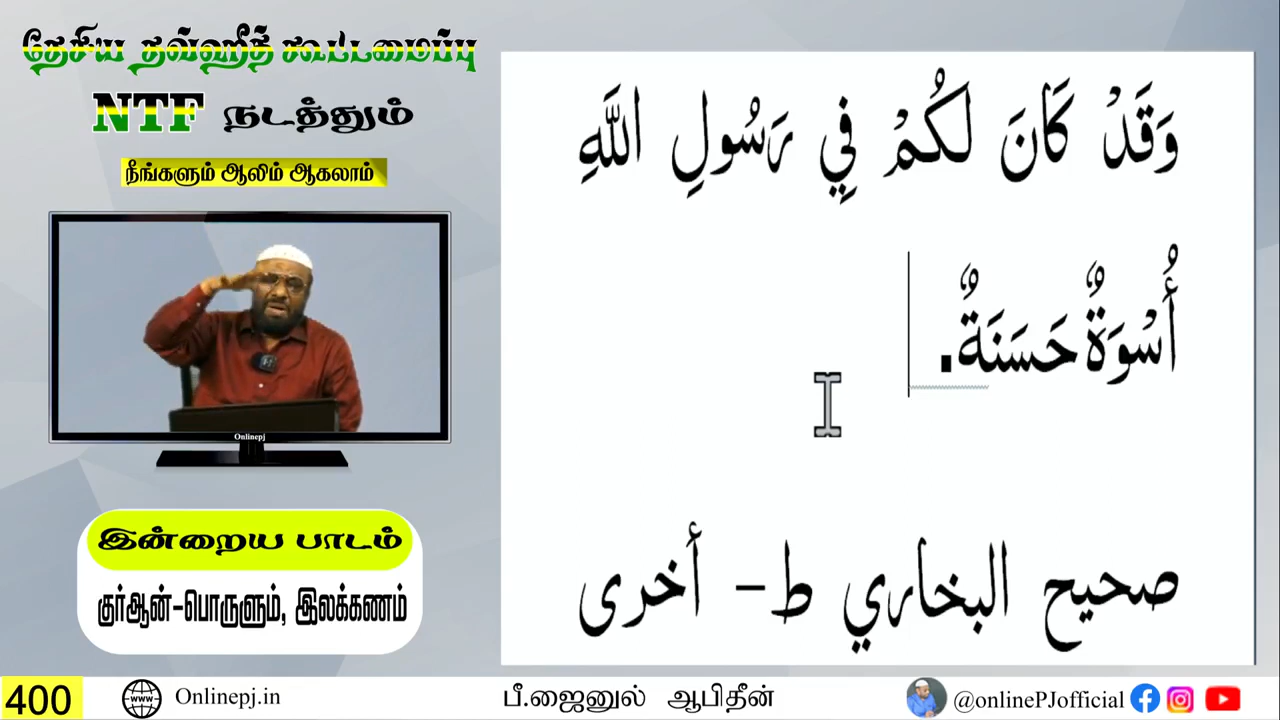 தேசிய தவ்ஹீத் கூட்டமைப்பு
NTF நடத்தும்
நீங்களும் ஆலிம் ஆகலாம்
Onlinepj
இன்றைய பாடம்
குர்ஆன்-பொருளும், இலக்கணம்
وَقَدْ كَانَ لَكُمْ فِي رَسُولِ اللَّهِ
أُسْوَةٌ حَسَنَةٌ.
صحيح البخاري ط- أخرى
400
Onlinepj.in
பீ.ஜைனுல் ஆபிதீன்
@onlinePJofficial